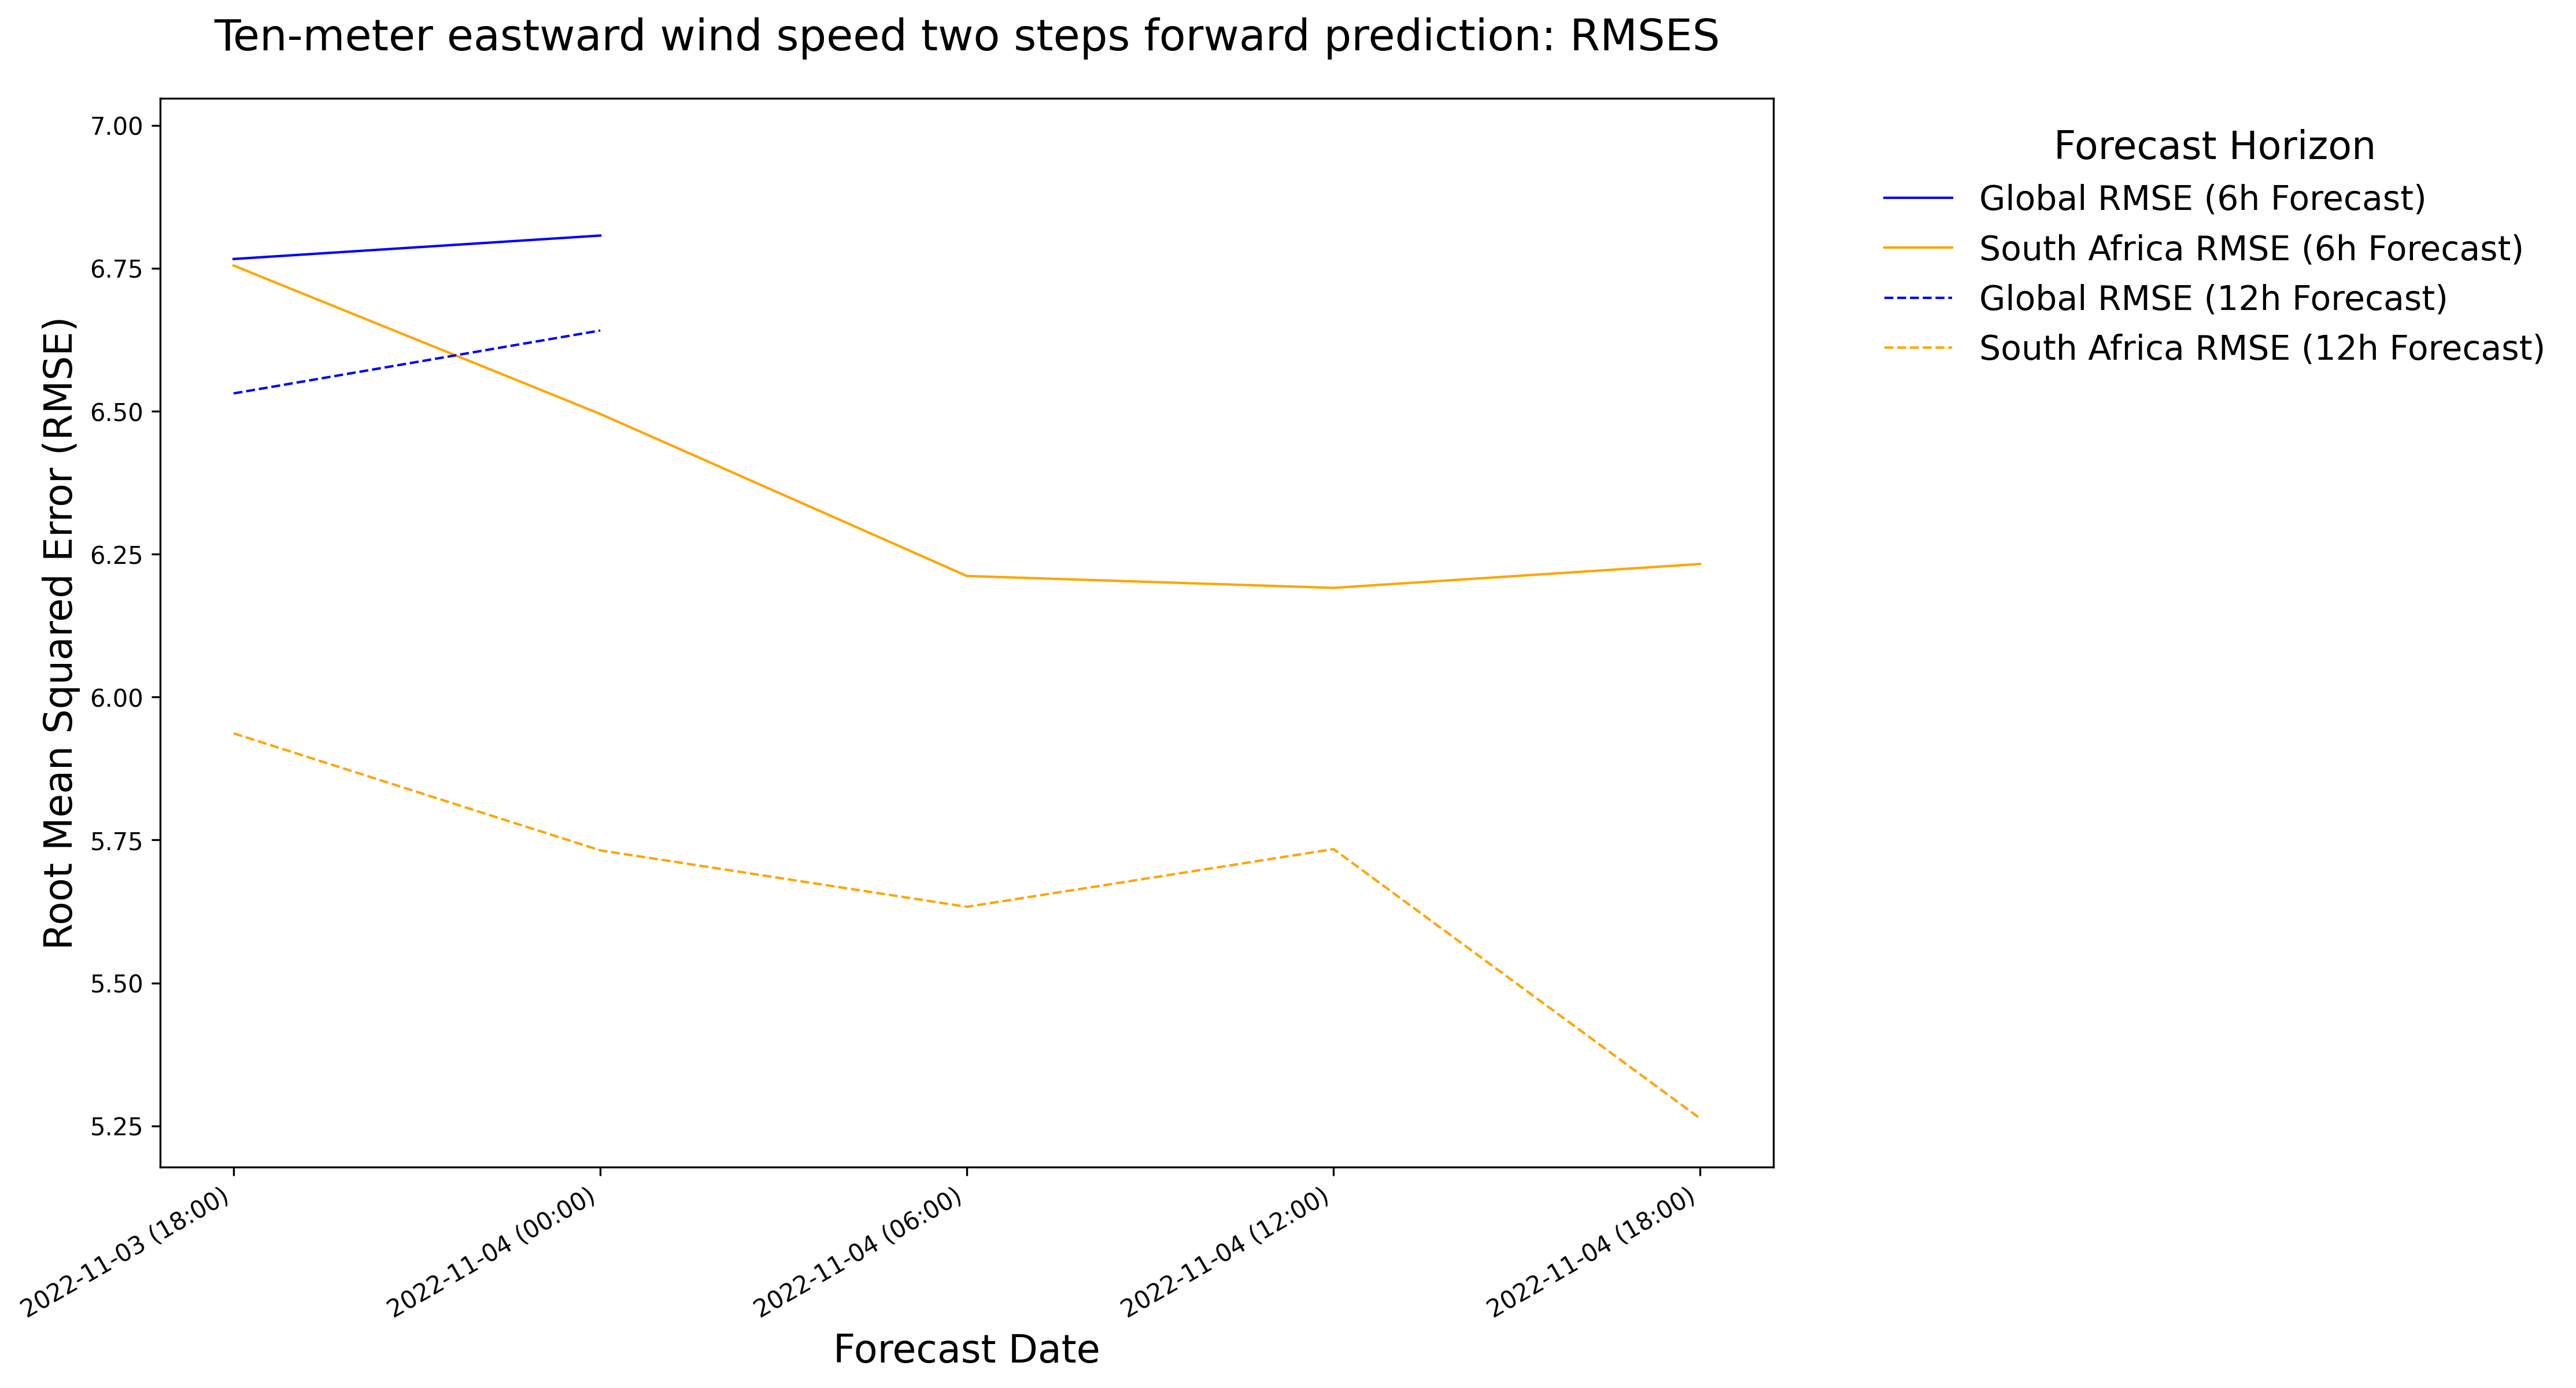 Ten-meter eastward wind speed two steps forward prediction: RMSES
Root Mean Squared Error (RMSE)
7.00
6.75
6.50
6.25
6.00
5.75
5.50
5.25
2022-11-03 (18:00)
2022-11-04 (00:00)
2022-11-04 (06:00)
2022-11-04 (12:00)
2022-11-04 (18:00)
Forecast Date
Forecast Horizon
Global RMSE (6h Forecast)
South Africa RMSE (6h Forecast)
Global RMSE (12h Forecast)
South Africa RMSE (12h Forecast)